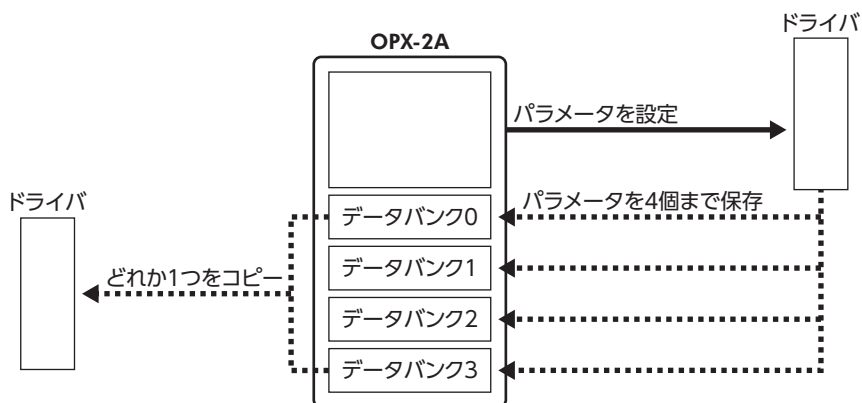 ドライバ
OPX-2A
パラメータを設定
ドライバ
データバンク0
パラメータを4個まで保存
どれか1つをコピー
データバンク1
データバンク2
データバンク3